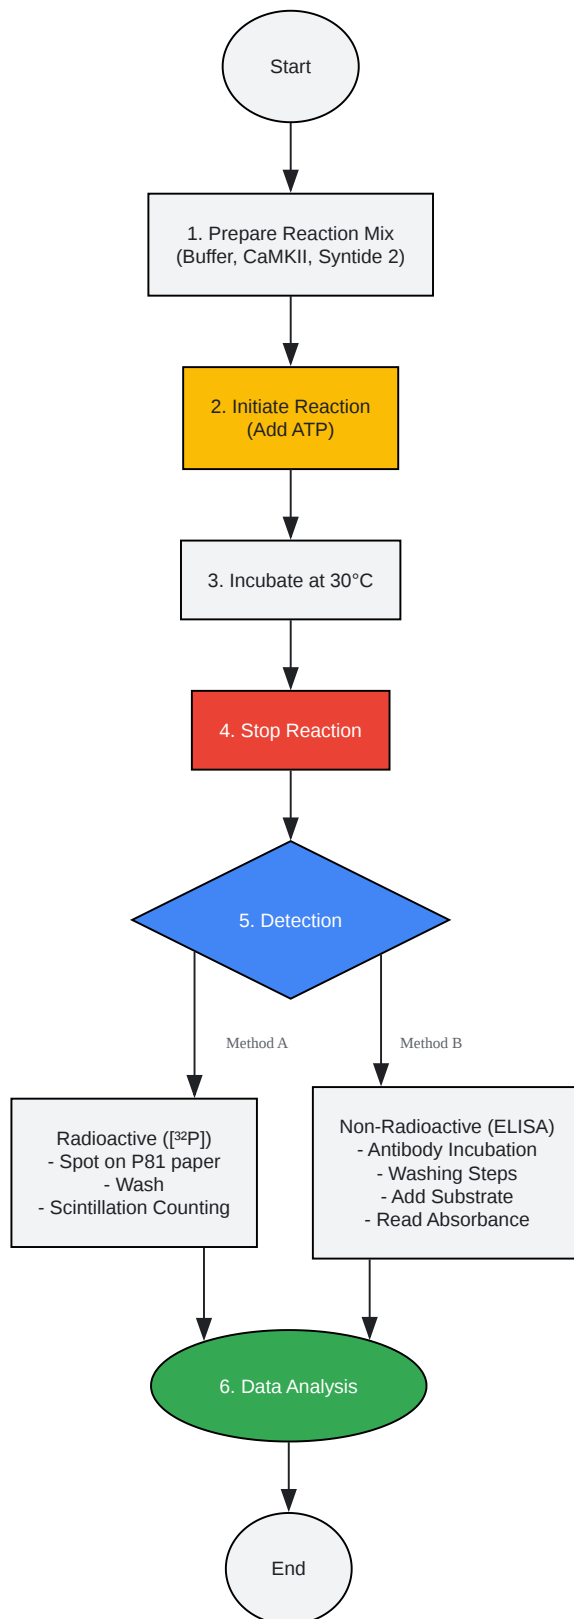 Start
1. Prepare Reaction Mix
(Buffer, CaMKII, Syntide 2)
2. Initiate Reaction
(Add ATP)
3. Incubate at 30°C
4. Stop Reaction
5. Detection
Method A
Method B
Radioactive ([³²P])
- Spot on P81 paper
- Wash
- Scintillation Counting
Non-Radioactive (ELISA)
- Antibody Incubation
- Washing Steps
- Add Substrate
- Read Absorbance
6. Data Analysis
End